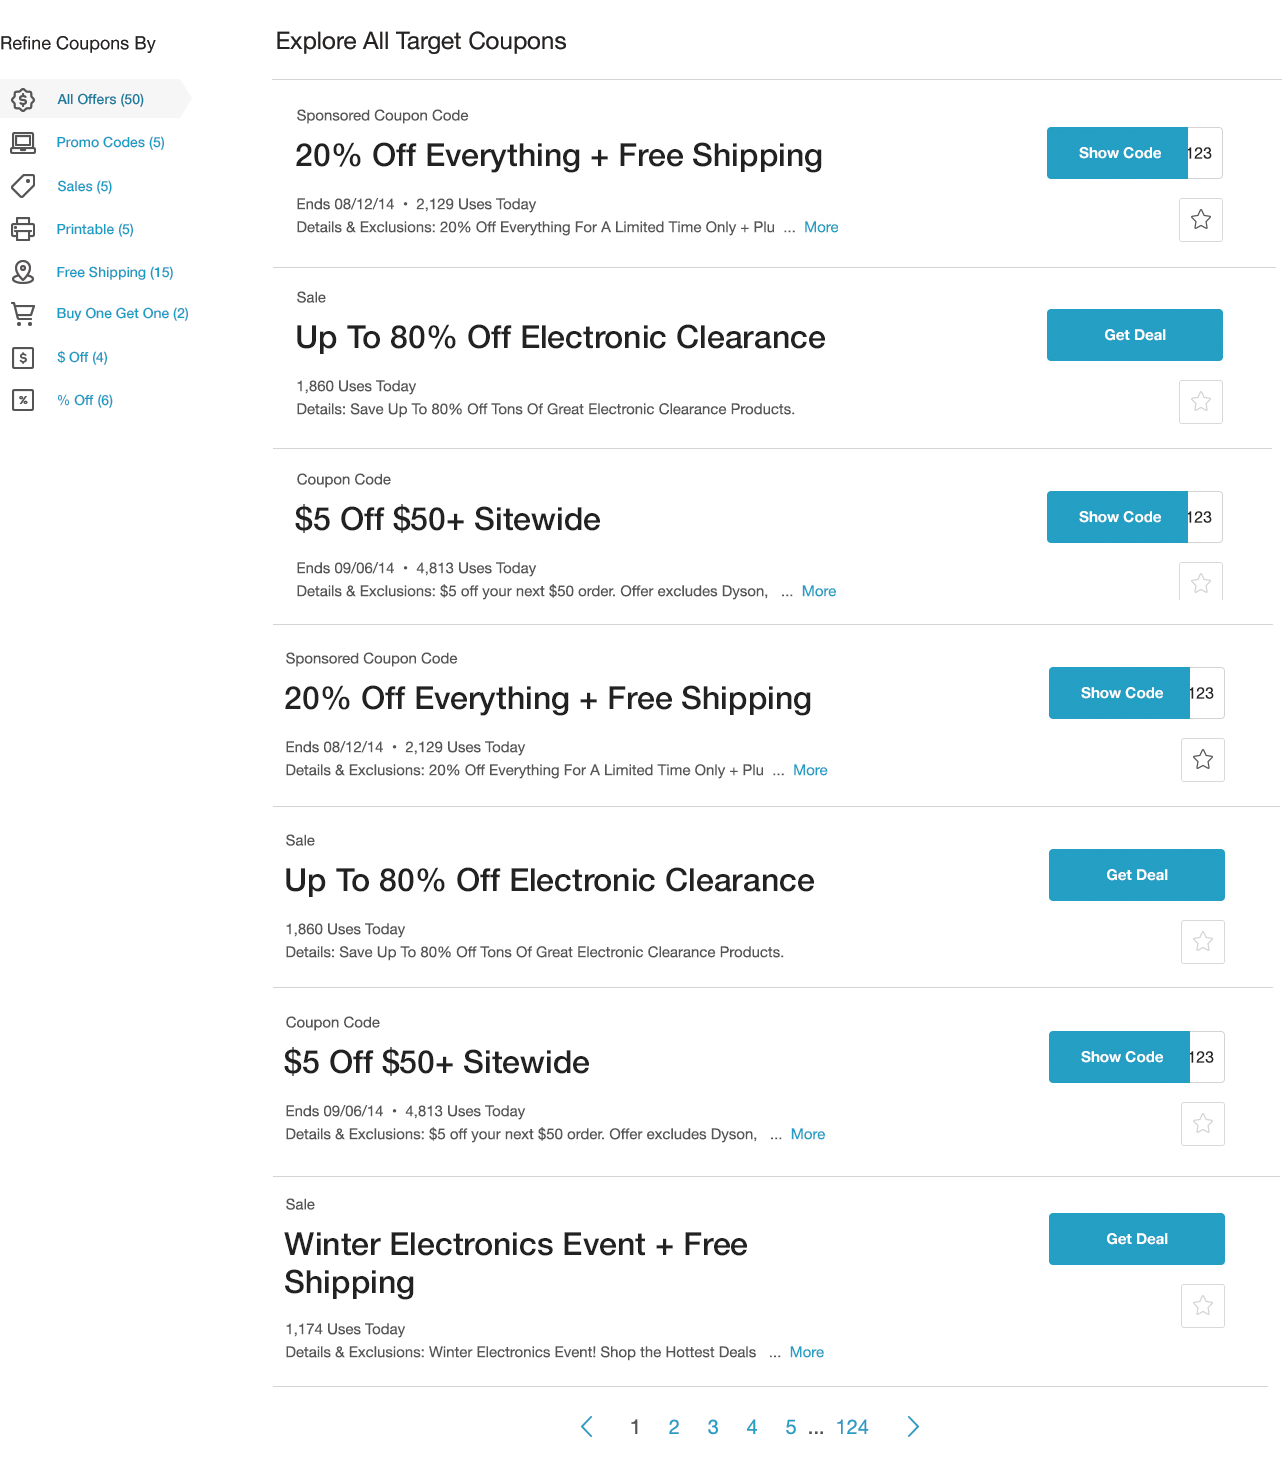 Refine Coupons By
All Offers (50)
Promo Codes (5)
Sales (5)
Printable (5)
Free Shipping (15)
Buy One Get One (2)
$ Off (4)
% Off (6)
Explore All Target Coupons
Sponsored Coupon Code
20% Off Everything + Free Shipping
Show Code 123
Ends 08/12/14 • 2,129 Uses Today
Details & Exclusions: 20% Off Everything For A Limited Time Only + Plu ... More
Sale
Up To 80% Off Electronic Clearance
Get Deal
1,860 Uses Today
Details: Save Up To 80% Off Tons Of Great Electronic Clearance Products.
Coupon Code
$5 Off $50+ Sitewide
Show Code 123
Ends 09/06/14 • 4,813 Uses Today
Details & Exclusions: $5 off your next $50 order. Offer excludes Dyson, ... More
Sponsored Coupon Code
20% Off Everything + Free Shipping
Show Code 123
Ends 08/12/14 • 2,129 Uses Today
Details & Exclusions: 20% Off Everything For A Limited Time Only + Plu ... More
Sale
Up To 80% Off Electronic Clearance
Get Deal
1,860 Uses Today
Details: Save Up To 80% Off Tons Of Great Electronic Clearance Products.
Coupon Code
$5 Off $50+ Sitewide
Show Code 123
Ends 09/06/14 • 4,813 Uses Today
Details & Exclusions: $5 off your next $50 order. Offer excludes Dyson, ... More
Sale
Winter Electronics Event + Free
Shipping
Get Deal
1,174 Uses Today
Details & Exclusions: Winter Electronics Event! Shop the Hottest Deals ... More
1 2 3 4 5 ... 124